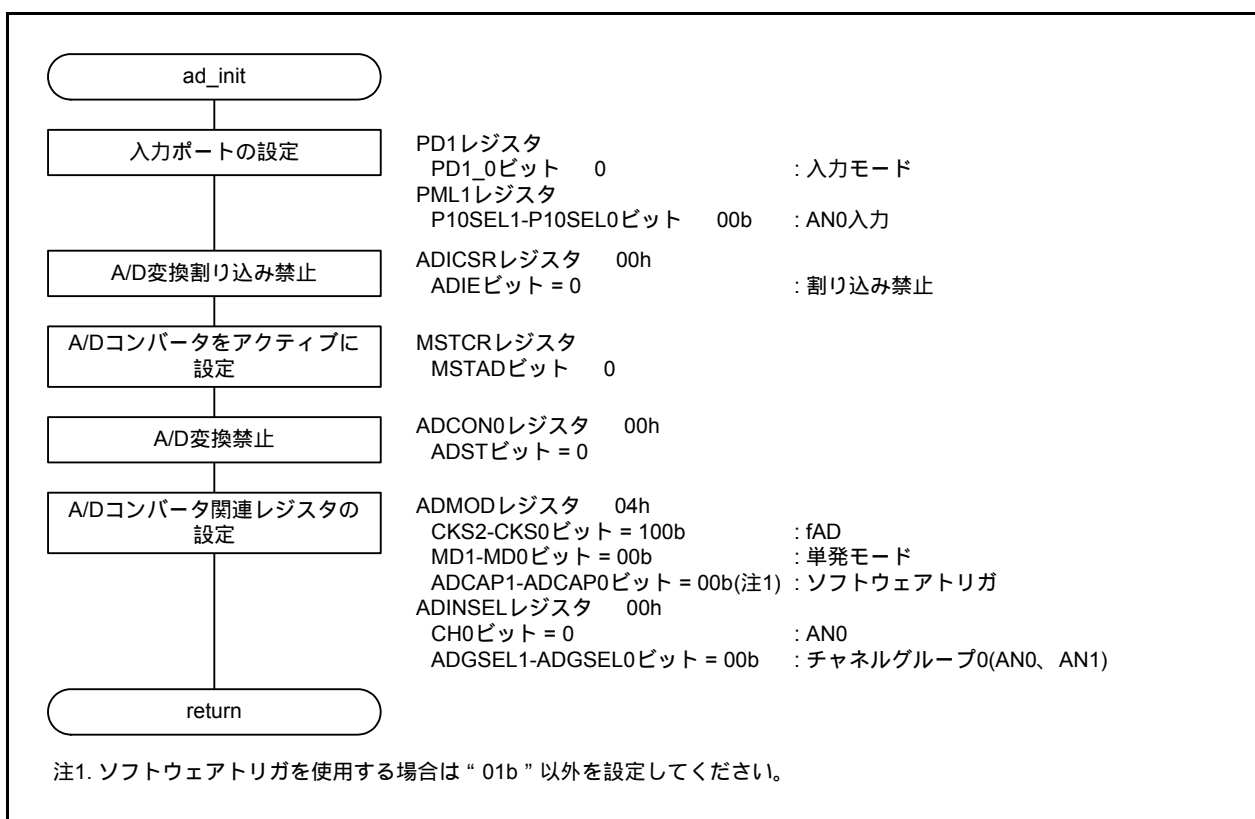 ad_init
入力ポートの設定
PD1レジスタ
PD1_0ビット 0 : 入力モード
PML1レジスタ
P10SEL1-P10SEL0ビット 00b : AN0入力
A/D変換割り込み禁止
ADICSRレジスタ 00h
ADIEビット = 0 : 割り込み禁止
A/Dコンバータをアクティブに
設定
MSTCRレジスタ
MSTADビット 0
A/D変換禁止
ADCON0レジスタ 00h
ADSTビット = 0
A/Dコンバータ関連レジスタの
設定
ADMODレジスタ 04h
CKS2-CKS0ビット = 100b : fAD
MD1-MD0ビット = 00b : 単発モード
ADCAP1-ADCAP0ビット = 00b(注1) : ソフトウェアトリガ
ADINSELレジスタ 00h
CH0ビット = 0 : AN0
ADGSEL1-ADGSEL0ビット = 00b : チャネルグループ0(AN0、AN1)
return
注1. ソフトウェアトリガを使用する場合は“01b”以外を設定してください。